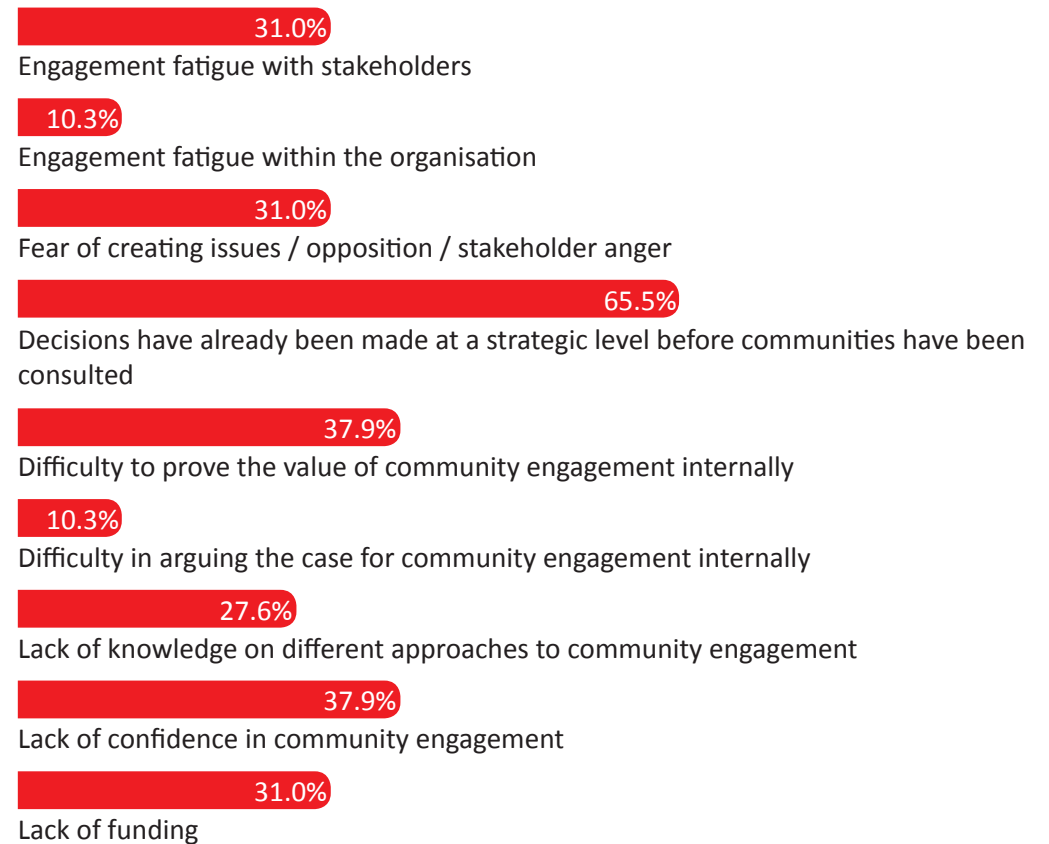 31.0%
Engagement fatigue with stakeholders
10.3%
Engagement fatigue within the organisation
31.0%
Fear of creating issues / opposition / stakeholder anger
65.5%
Decisions have already been made at a strategic level before communities have been
consulted
37.9%
Difficulty to prove the value of community engagement internally
10.3%
Difficulty in arguing the case for community engagement internally
27.6%
Lack of knowledge on different approaches to community engagement
37.9%
Lack of confidence in community engagement
31.0%
Lack of funding